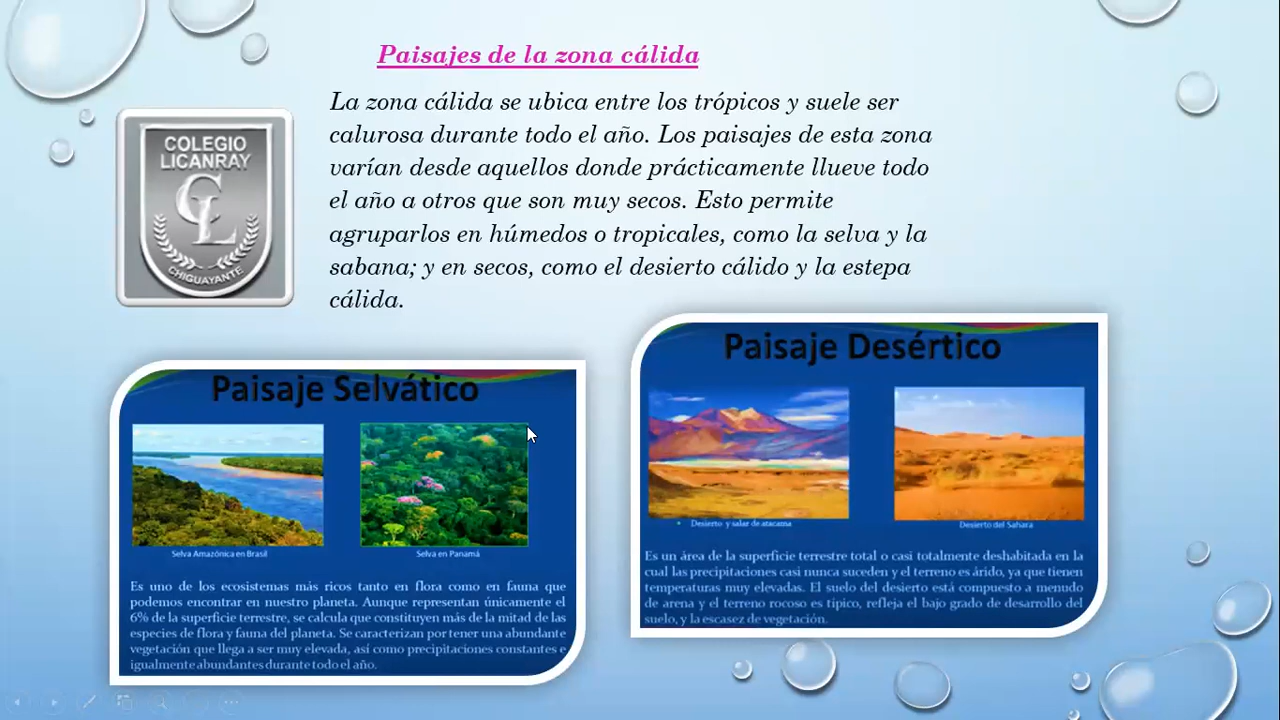 Paisajes de la zona cálida
COLEGIO
LICANRAY
CL
CHIGUAYANTE
La zona cálida se ubica entre los trópicos y suele ser
calurosa durante todo el año. Los paisajes de esta zona
varían desde aquellos donde prácticamente llueve todo
el año a otros que son muy secos. Esto permite
agruparlos en húmedos o tropicales, como la selva y la
sabana; y en secos, como el desierto cálido y la estepa
cálida.
Paisaje Selvático
Selva Amazónica en Brasil
Selva en Panamá
Es uno de los ecosistemas más ricos tanto en flora como en fauna que
podemos encontrar en nuestro planeta. Aunque representan únicamente el
6% de la superficie terrestre, se calcula que constituyen más de la mitad de las
especies de flora y fauna del planeta. Se caracterizan por tener una abundante
vegetación que llega a ser muy elevada, así como precipitaciones constantes e
igualmente abundantes durante todo el año.
Paisaje Desértico
• Desierto y salar de atacama
Desierto del Sahara
Es un área de la superficie terrestre total o casi totalmente deshabitada en la
cual las precipitaciones casi nunca suceden y el terreno es árido, ya que tienen
temperaturas muy elevadas. El suelo del desierto está compuesto a menudo
de arena y el terreno rocoso es típico, refleja el bajo grado de desarrollo del
suelo, y la escasez de vegetación.